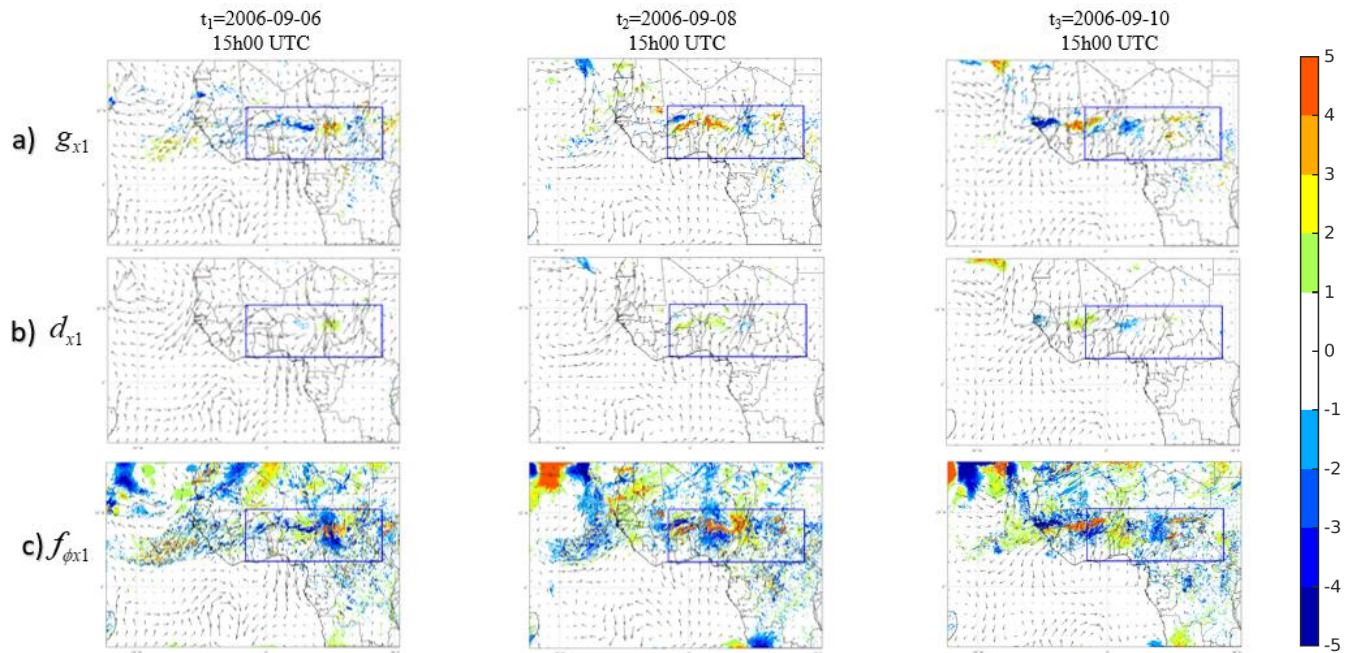 t₁=2006-09-06
15h00 UTC
t₂=2006-09-08
15h00 UTC
t₃=2006-09-10
15h00 UTC
a) gₓ₁
b) dₓ₁
c) f_ϕx1
5
4
3
2
1
0
-1
-2
-3
-4
-5